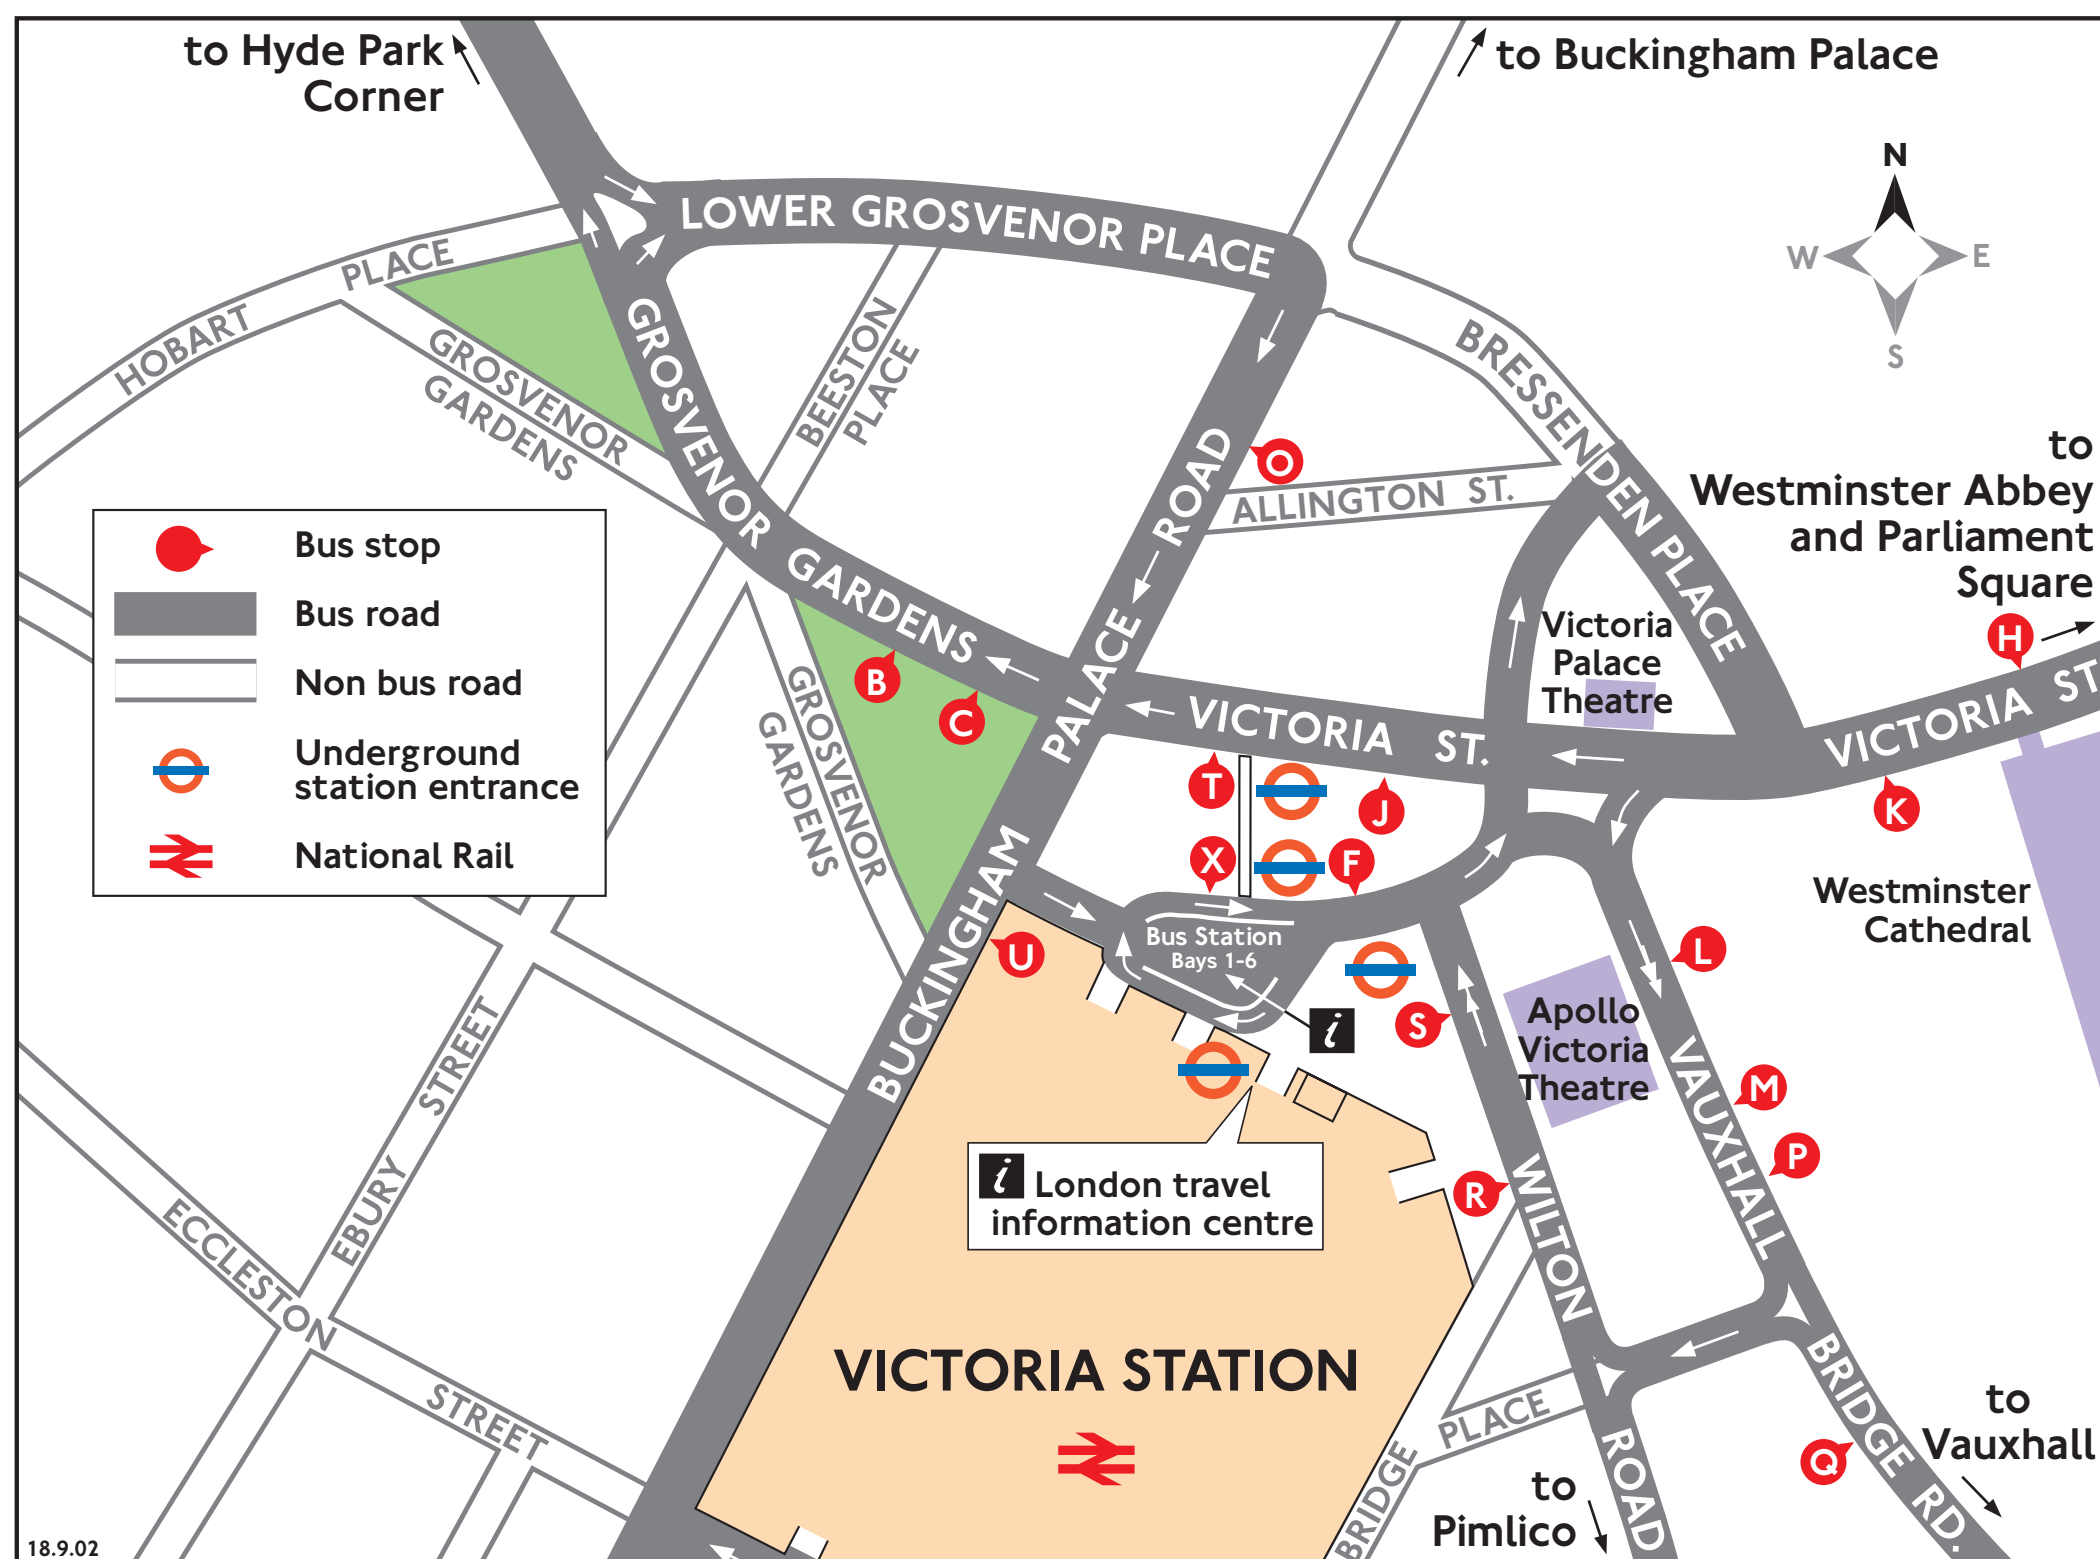 to Hyde Park
Corner
to Buckingham Palace
N
W
E
S
LOWER GROSVENOR PLACE
HOBART PLACE
GROSVENOR
GARDENS
GROSVENOR GARDENS
BEESTON
PLACE
BRESSENDEN PLACE
O
ALLINGTON ST.
to
Westminster Abbey
and Parliament
Square
H
Bus stop
Bus road
Non bus road
Underground
station entrance
National Rail
B
C
GROSVENOR
GARDENS
BUCKINGHAM PALACE ROAD
VICTORIA ST.
Victoria
Palace
Theatre
VICTORIA ST
T
J
K
X
F
Westminster
Cathedral
U
Bus Station
Bays 1-6
L
i
S
Apollo
Victoria
Theatre
M
P
R
i London travel
information centre
EBURY STREET
ECCLESTON STREET
VICTORIA STATION
WILTON ROAD
VAUXHALL BRIDGE RD.
BRIDGE PLACE
Q
to
Vauxhall
to
Pimlico
18.9.02